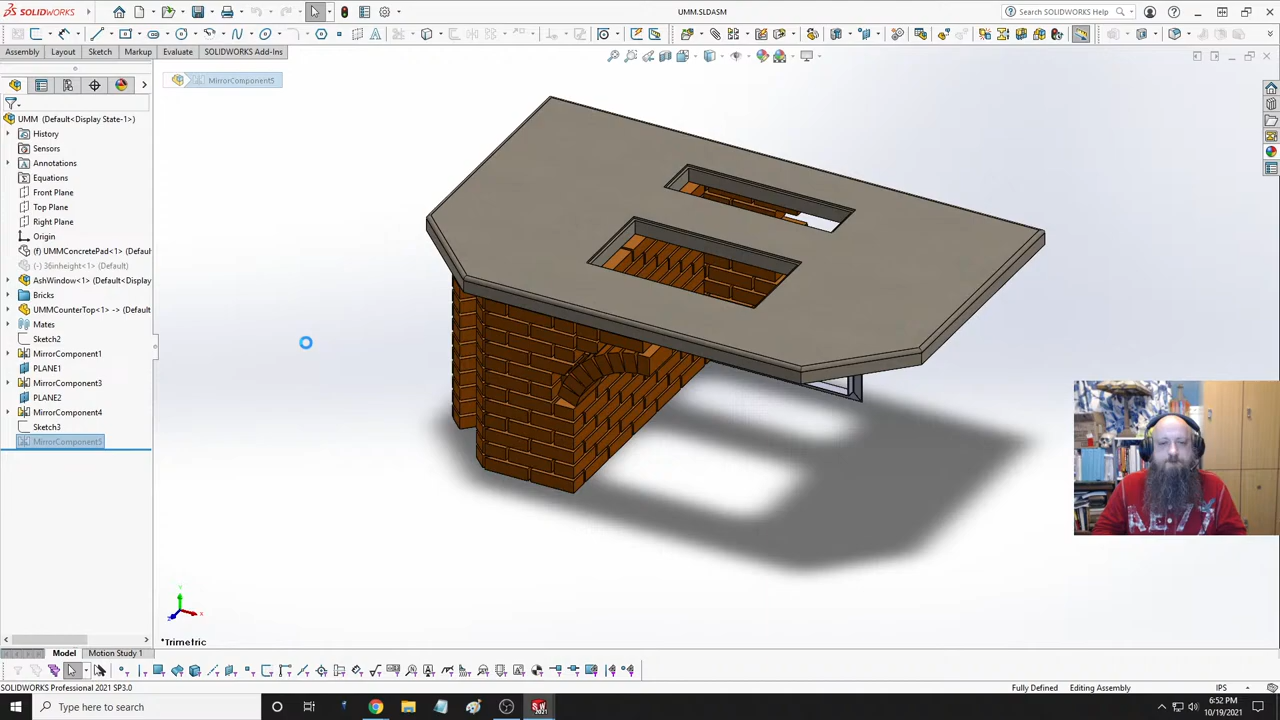 SOLIDWORKS
UMM.SLDASM
Search SOLIDWORKS Help
Assembly Layout Sketch Markup Evaluate SOLIDWORKS Add-Ins
MirrorComponent5
UMM (Default<Display State-1>)
History
Sensors
Annotations
Equations
Front Plane
Top Plane
Right Plane
Origin
(f) UMMConcretePad<1> (Defau
(-) 36inheight<1> (Default)
AshWindow<1> (Default<Display
Bricks
UMMCounterTop<1> -> (Default
Mates
Sketch2
MirrorComponent1
PLANE1
MirrorComponent3
PLANE2
MirrorComponent4
Sketch3
MirrorComponent5
*Trimetric
Model Motion Study 1
SOLIDWORKS Professional 2021 SP3.0
Fully Defined Editing Assembly IPS
Type here to search
6:52 PM
10/19/2021